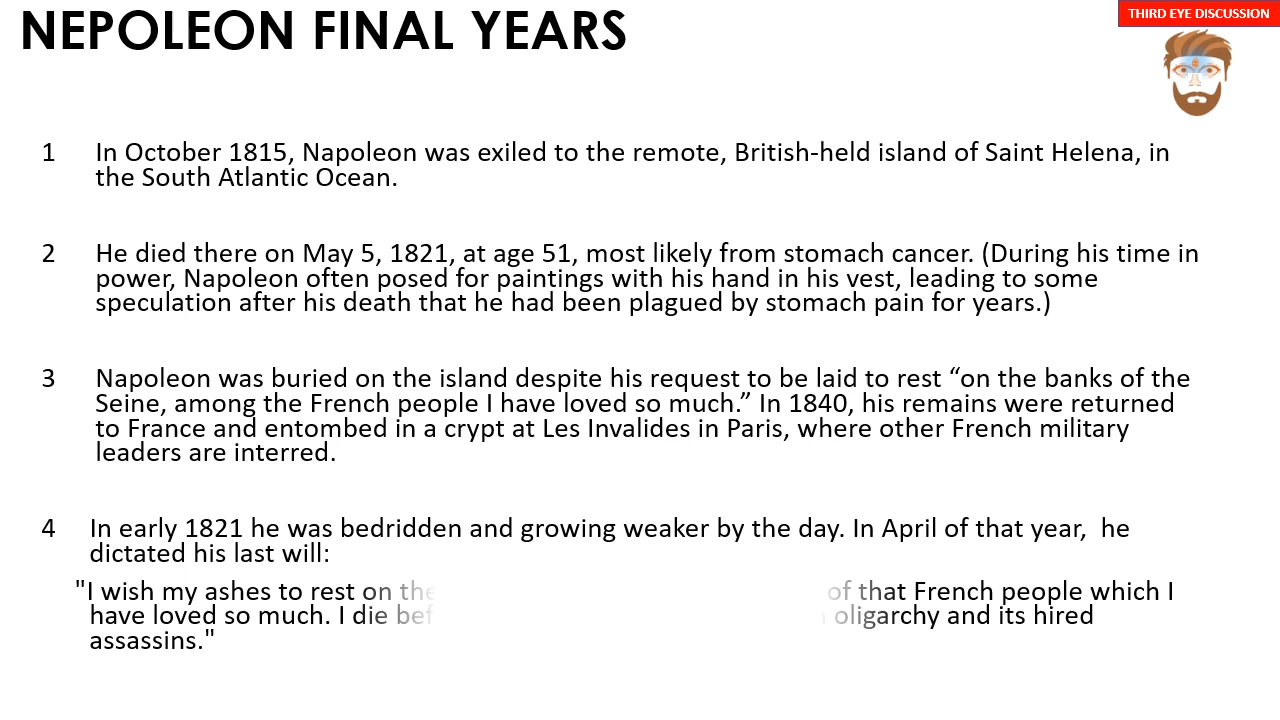 NEPOLEON FINAL YEARS
THIRD EYE DISCUSSION
1 In October 1815, Napoleon was exiled to the remote, British-held island of Saint Helena, in
the South Atlantic Ocean.
2 He died there on May 5, 1821, at age 51, most likely from stomach cancer. (During his time in
power, Napoleon often posed for paintings with his hand in his vest, leading to some
speculation after his death that he had been plagued by stomach pain for years.)
3 Napoleon was buried on the island despite his request to be laid to rest “on the banks of the
Seine, among the French people I have loved so much.” In 1840, his remains were returned
to France and entombed in a crypt at Les Invalides in Paris, where other French military
leaders are interred.
4 In early 1821 he was bedridden and growing weaker by the day. In April of that year, he
dictated his last will:
"I wish my ashes to rest on the of that French people which I
have loved so much. I die oligarchy and its hired
assassins."